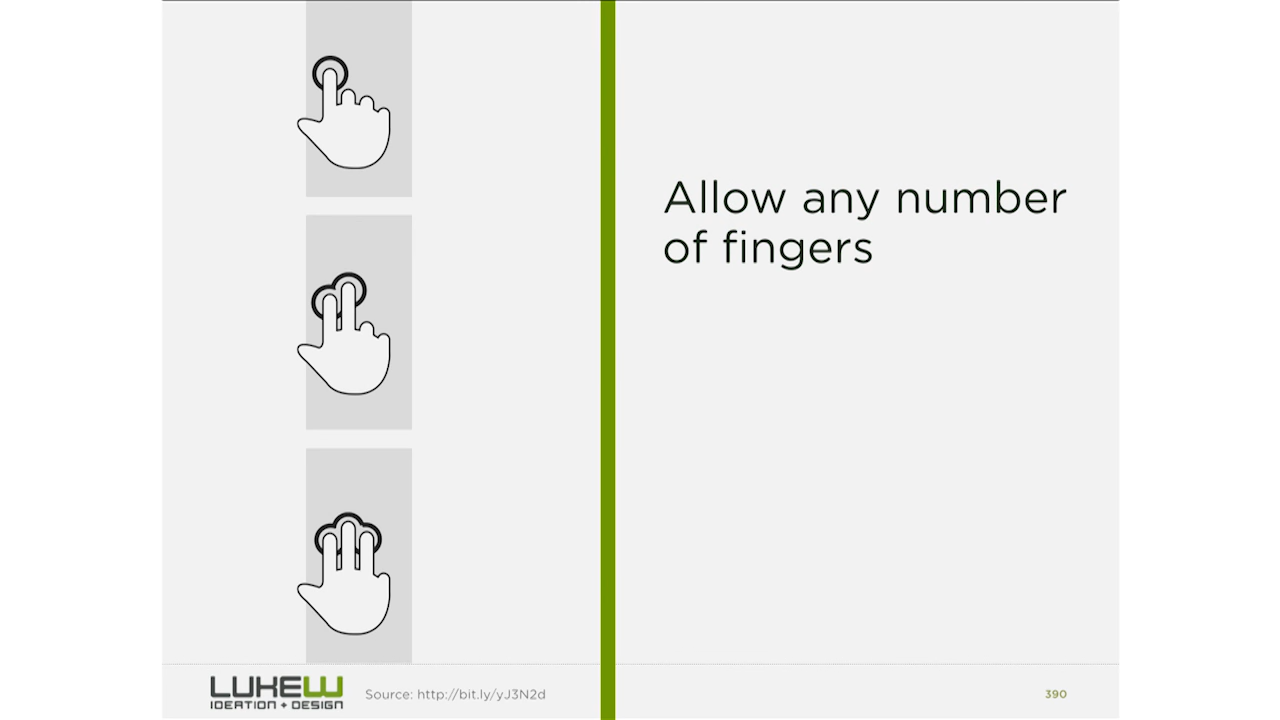 Allow any number
of fingers
LUKEW
IDEATION + DESIGN
Source: http://bit.ly/yJ3N2d
390